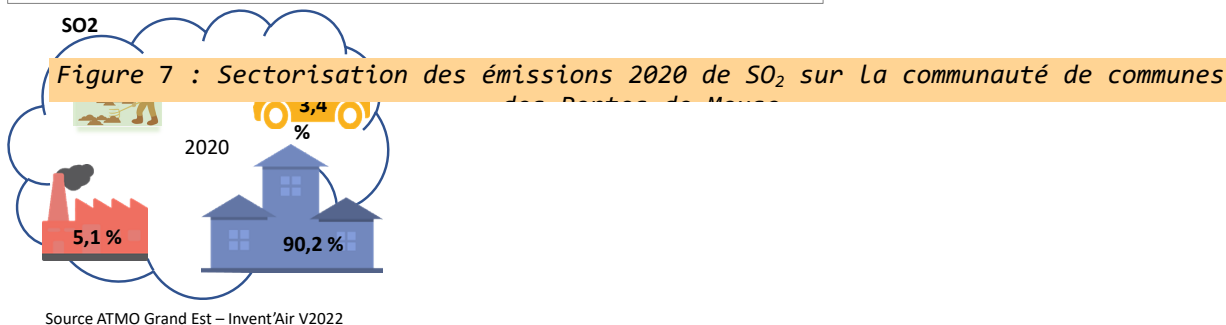 SO2
Figure 7 : Sectorisation des émissions 2020 de SO₂ sur la communauté de communes
3,4
%
2020
5,1 %
90,2 %
Source ATMO Grand Est – Invent'Air V2022